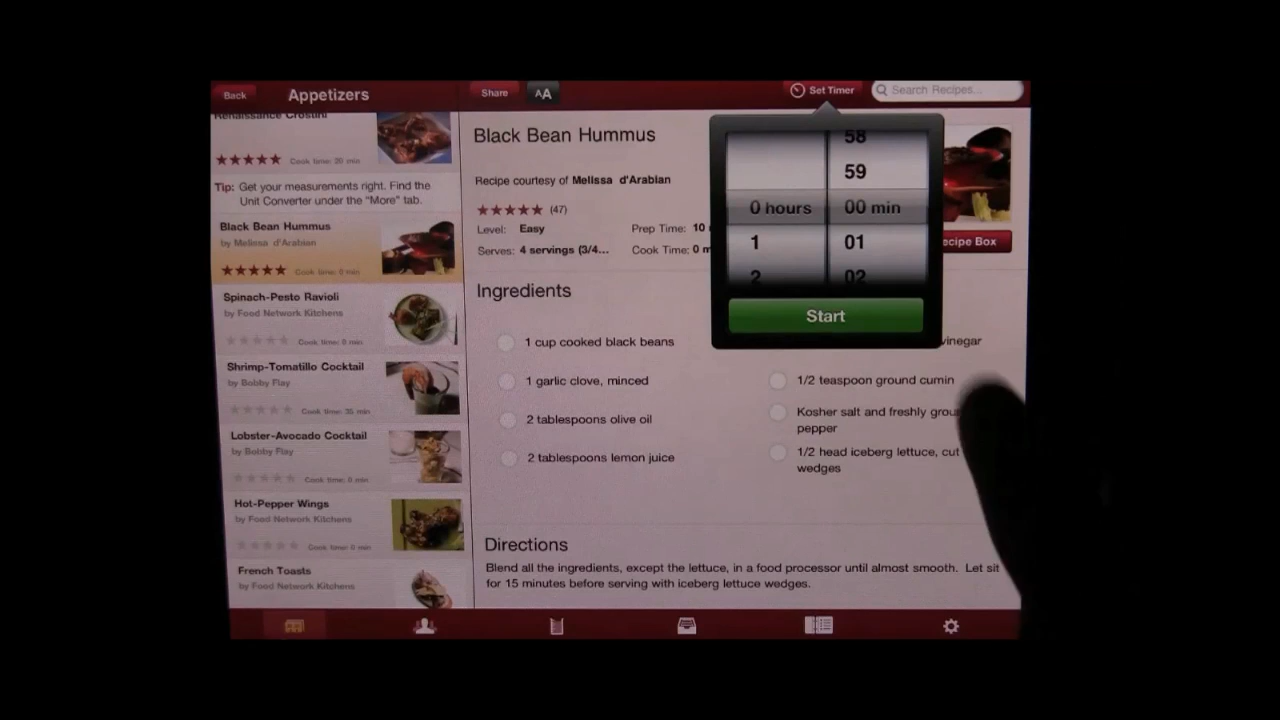 Back
Appetizers
Share
AA
Set Timer
Search Recipes...
Renaissance Crostini
Cook time: 20 min
Tip: Get your measurements right. Find the
Unit Converter under the "More" tab.
Black Bean Hummus
by Melissa d'Arabian
Cook time: 0 min
Spinach-Pesto Ravioli
by Food Network Kitchens
Cook time: 8 min
Shrimp-Tomatillo Cocktail
by Bobby Flay
Cook time: 35 min
Lobster-Avocado Cocktail
by Bobby Flay
Cook time: 0 min
Hot-Pepper Wings
by Food Network Kitchens
Cook time: 0 min
French Toasts
by Food Network Kitchens
Black Bean Hummus
Recipe courtesy of Melissa d'Arabian
(47)
Level: Easy
Prep Time: 10
Serves: 4 servings (3/4...
Cook Time: 0 m
58
59
0 hours 00 min
1 01
2 02
Start
ecipe Box
Ingredients
1 cup cooked black beans
1 garlic clove, minced
2 tablespoons olive oil
2 tablespoons lemon juice
vinegar
1/2 teaspoon ground cumin
Kosher salt and freshly grou
pepper
1/2 head iceberg lettuce, cut
wedges
Directions
Blend all the ingredients, except the lettuce, in a food processor until almost smooth. Let sit
for 15 minutes before serving with iceberg lettuce wedges.